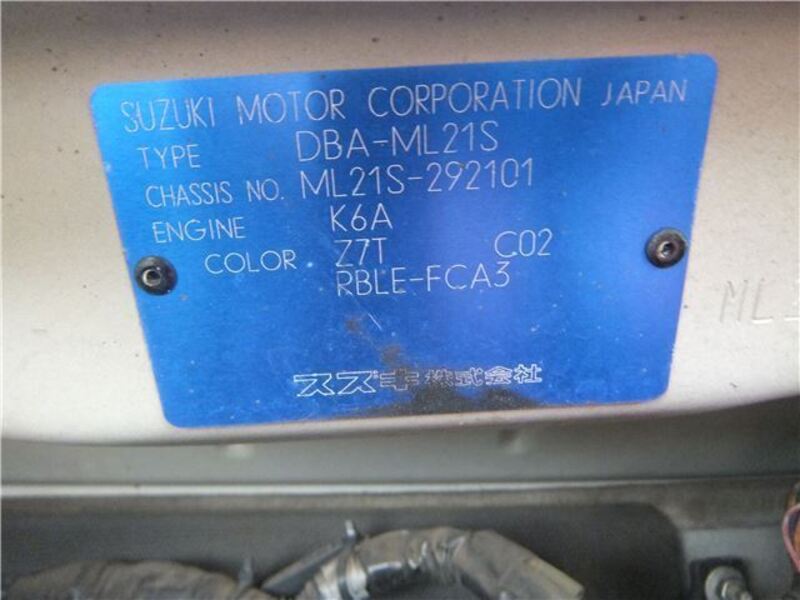 SUZUKI MOTOR CORPORATION JAPAN
TYPE DBA-ML21S
CHASSIS NO. ML21S-292101
ENGINE K6A
COLOR Z7T C02
RBLE-FCA3
スズキ株式会社
ML